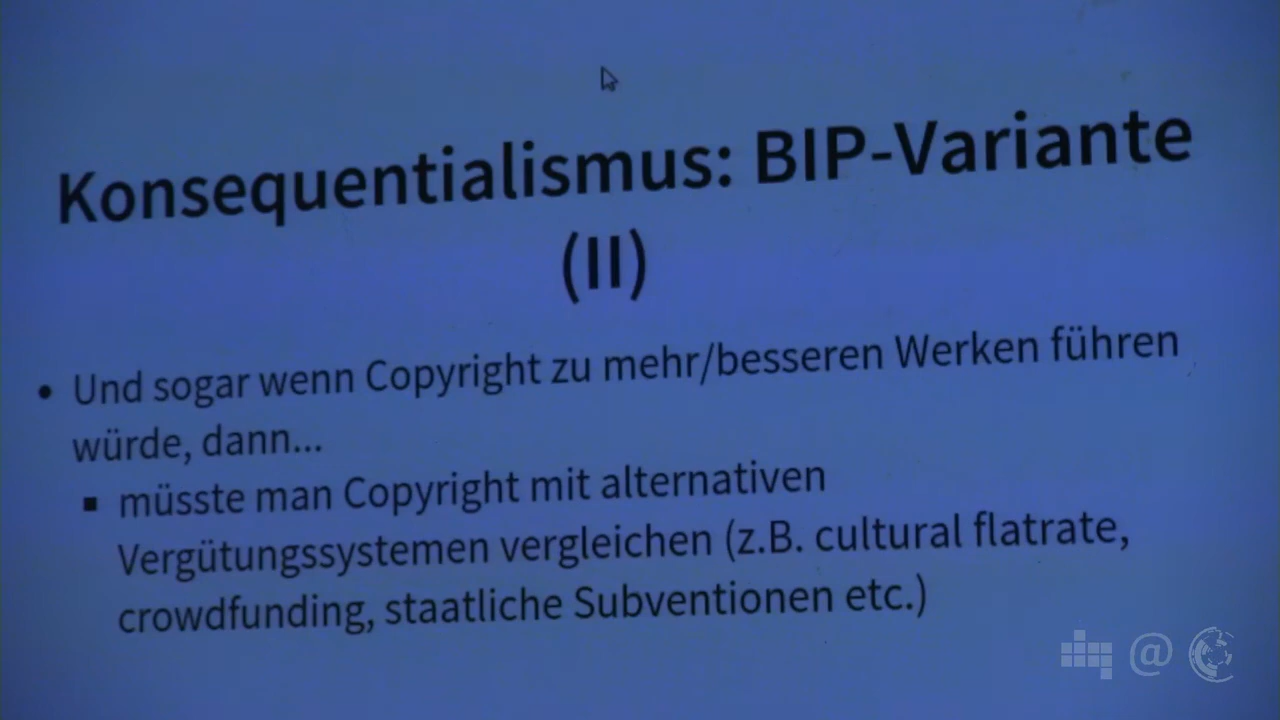 Konsequentialismus: BIP-Variante
(II)
• Und sogar wenn Copyright zu mehr/besseren Werken führen
würde, dann...
▪ müsste man Copyright mit alternativen
Vergütungssystemen vergleichen (z.B. cultural flatrate,
crowdfunding, staatliche Subventionen etc.)
@